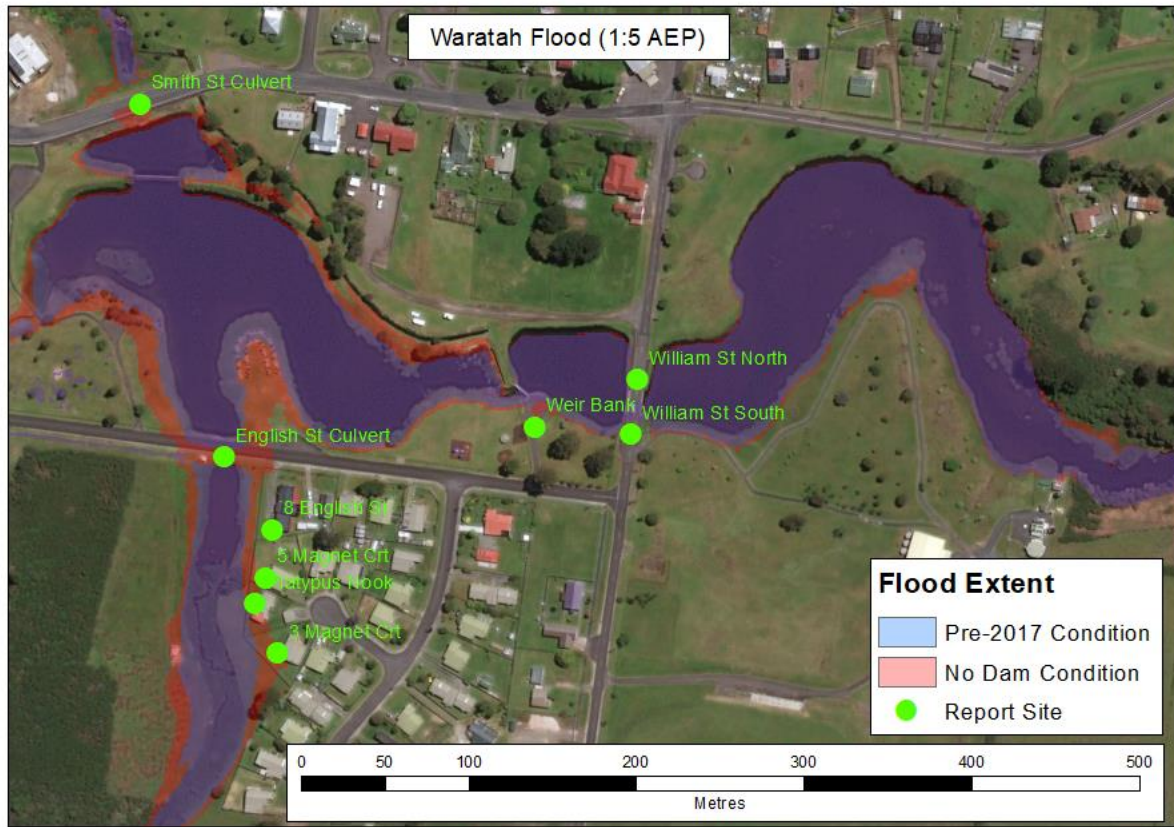 Waratah Flood (1:5 AEP)
Smith St Culvert
William St North
Weir Bank
William St South
English St Culvert
8 English St
5 Magnet Crt
latypus Nook
3 Magnet Crt
Flood Extent
Pre-2017 Condition
No Dam Condition
Report Site
0 50 100 200 300 400 500
Metres